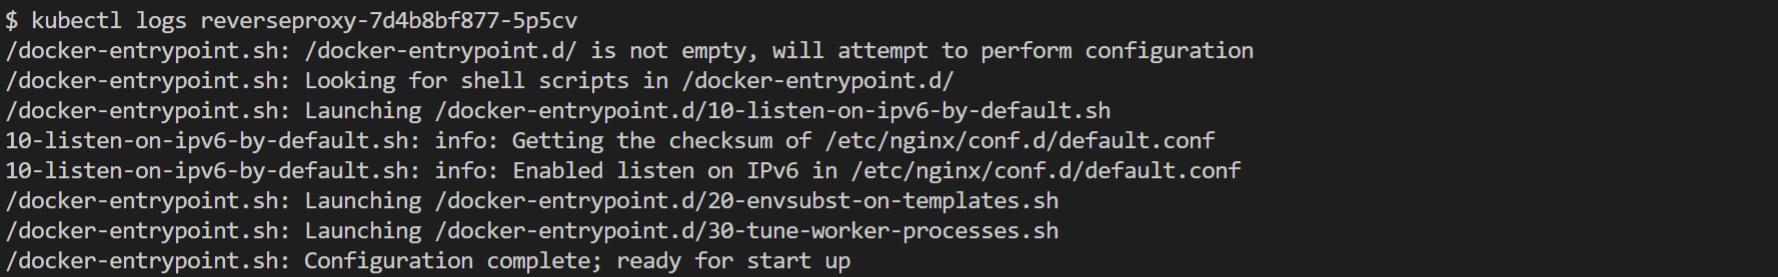 $ kubectl logs reverseproxy-7d4b8bf877-5p5cv
/docker-entrypoint.sh: /docker-entrypoint.d/ is not empty, will attempt to perform configuration
/docker-entrypoint.sh: Looking for shell scripts in /docker-entrypoint.d/
/docker-entrypoint.sh: Launching /docker-entrypoint.d/10-listen-on-ipv6-by-default.sh
10-listen-on-ipv6-by-default.sh: info: Getting the checksum of /etc/nginx/conf.d/default.conf
10-listen-on-ipv6-by-default.sh: info: Enabled listen on IPv6 in /etc/nginx/conf.d/default.conf
/docker-entrypoint.sh: Launching /docker-entrypoint.d/20-envsubst-on-templates.sh
/docker-entrypoint.sh: Launching /docker-entrypoint.d/30-tune-worker-processes.sh
/docker-entrypoint.sh: Configuration complete; ready for start up